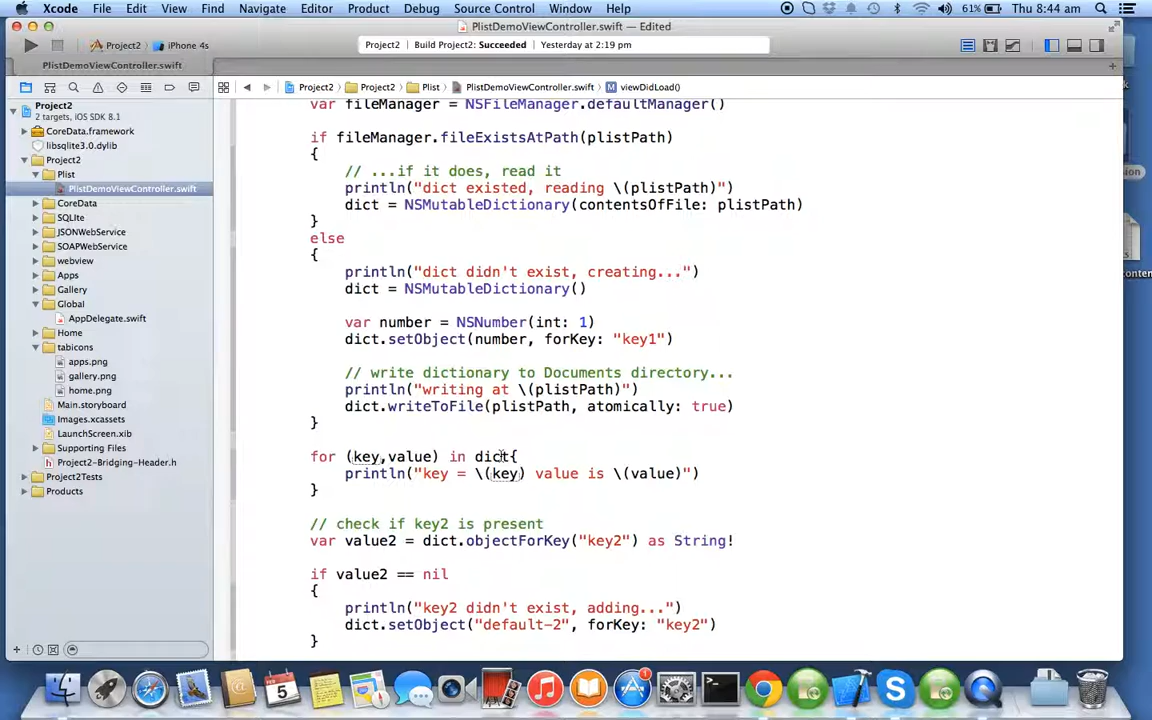 Xcode File Edit View Find Navigate Editor Product Debug Source Control Window Help 61% Thu 8:44 am
PlistDemoViewController.swift — Edited
Project2 iPhone 4s Project2 Build Project2: Succeeded Yesterday at 2:19 pm
PlistDemoViewController.swift
Project2 Project2 Plist PlistDemoViewController.swift M viewDidLoad()
Project2
2 targets, iOS SDK 8.1
CoreData.framework
libsqlite3.0.dylib
Project2
Plist
PlistDemoViewController.swift
CoreData
SQLIte
JSONWebService
SOAPWebService
webview
Apps
Gallery
Global
AppDelegate.swift
Home
tabicons
apps.png
gallery.png
home.png
Main.storyboard
Images.xcassets
LaunchScreen.xib
Supporting Files
Project2-Bridging-Header.h
Project2Tests
Products
var fileManager = NSFileManager.defaultManager()
if fileManager.fileExistsAtPath(plistPath)
{
// ...if it does, read it
println("dict existed, reading \(plistPath)")
dict = NSMutableDictionary(contentsOfFile: plistPath)
}
else
{
println("dict didn't exist, creating...")
dict = NSMutableDictionary()
var number = NSNumber(int: 1)
dict.setObject(number, forKey: "key1")
// write dictionary to Documents directory...
println("writing at \(plistPath)")
dict.writeToFile(plistPath, atomically: true)
}
for (key,value) in dict{
println("key = \(key) value is \(value)")
}
// check if key2 is present
var value2 = dict.objectForKey("key2") as String!
if value2 == nil
{
println("key2 didn't exist, adding...")
dict.setObject("default-2", forKey: "key2")
}
sion
conten
FEB
5
1